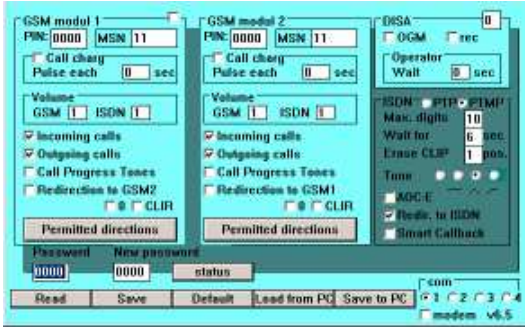 GSM modul 1
PIN: 0000 MSN 11
Call charg
Pulse each 0 sec
Volume
GSM 1 ISDN 1
Incoming calls
Outgoing calls
Call Progress Tones
Redirection to GSM2
0 CLIR
Permitted directions
GSM modul 2
PIN: 0000 MSN 11
Call charg
Pulse each 0 sec
Volume
GSM 1 ISDN 1
Incoming calls
Outgoing calls
Call Progress Tones
Redirection to GSM1
0 CLIR
Permitted directions
DISA 0
OGM rec
Operator
Wait 0 sec
ISDN PTP PTMP
Max. digits 10
Wait for 6 sec.
Erase CLIP 1 pos.
Tone
AOC-E
Redir. to ISDN
Smart Callback
Password New password
0000 0000 status
Read Save Default Load from PC Save to PC
com
1 2 3 4
modem v6.5